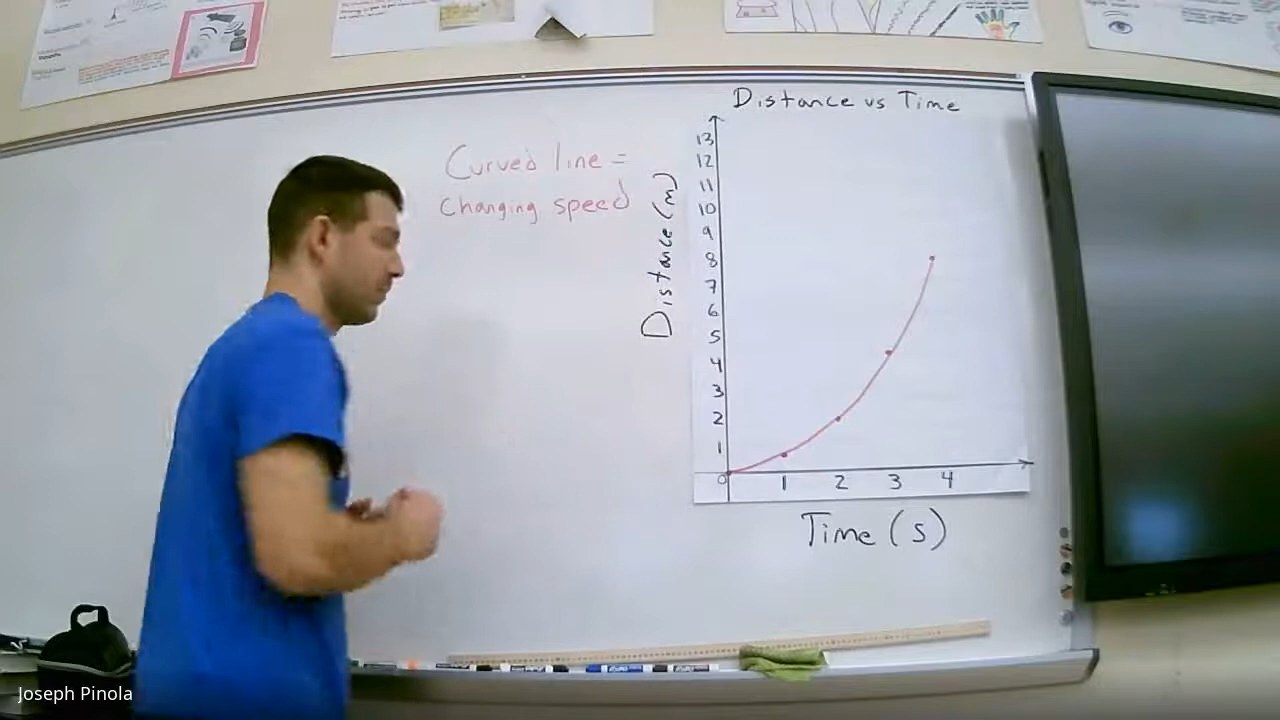 Distance vs Time
Curved line =
changing speed
Distance (m)
13
12
11
10
9
8
7
6
5
4
3
2
1
0
1 2 3 4
Time (s)
Joseph Pinola